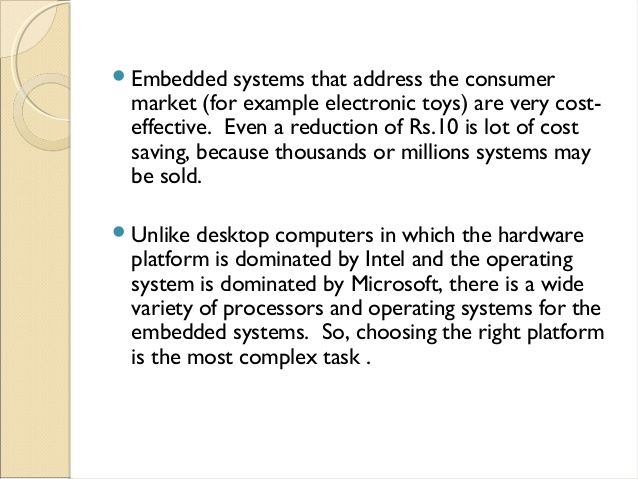 Embedded systems that address the consumer
market (for example electronic toys) are very cost-
effective.  Even a reduction of Rs.10 is lot of cost
saving, because thousands or millions systems may
be sold.
Unlike desktop computers in which the hardware
platform is dominated by Intel and the operating
system is dominated by Microsoft, there is a wide
variety of processors and operating systems for the
embedded systems.  So, choosing the right platform
is the most complex task .